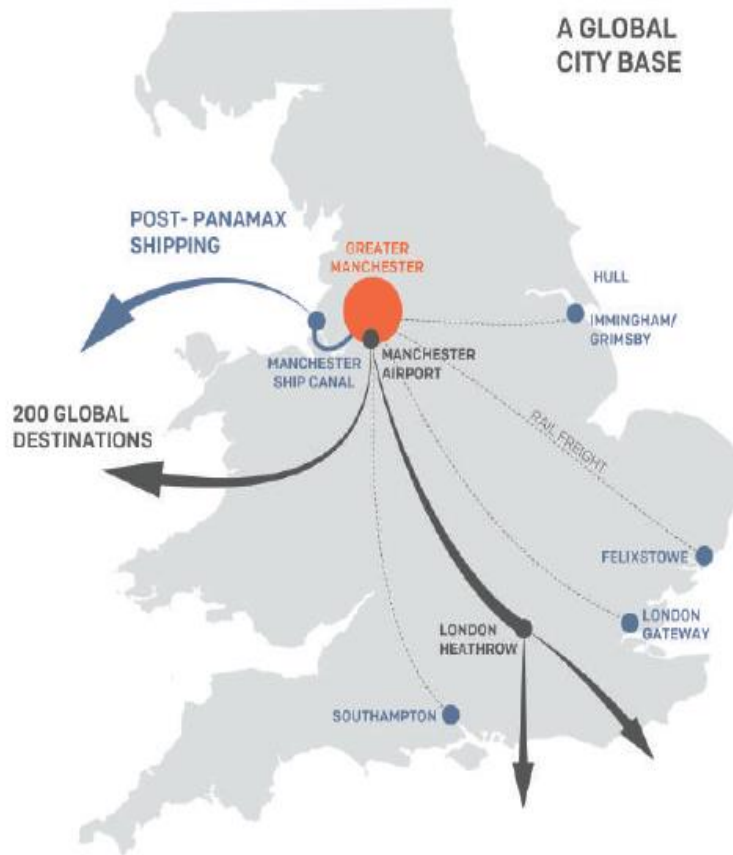 A GLOBAL
CITY BASE
POST- PANAMAX
SHIPPING
GREATER
MANCHESTER
HULL
IMMINGHAM/
GRIMSBY
MANCHESTER
SHIP CANAL
MANCHESTER
AIRPORT
200 GLOBAL
DESTINATIONS
RAIL FREIGHT
FELIXSTOWE
LONDON
GATEWAY
LONDON
HEATHROW
SOUTHAMPTON